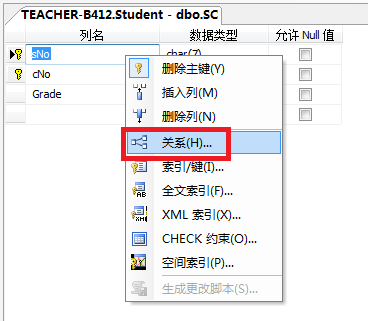 TEACHER-B412.Student - dbo.SC
列名 数据类型 允许 Null 值
sNo char(7)
cNo
Grade
删除主键(Y)
插入列(M)
删除列(N)
关系(H)...
索引/键(I)...
全文索引(F)...
XML 索引(X)...
CHECK 约束(O)...
空间索引(P)...
生成更改脚本(S)...